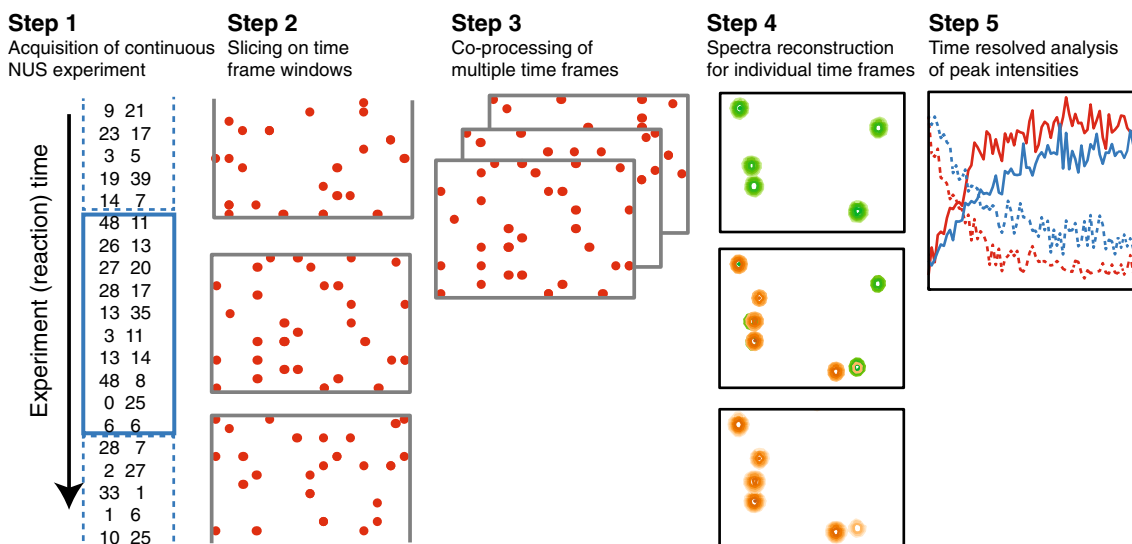 Step 1
Acquisition of continuous
NUS experiment
Step 2
Slicing on time
frame windows
Step 3
Co-processing of
multiple time frames
Step 4
Spectra reconstruction
for individual time frames
Step 5
Time resolved analysis
of peak intensities
Experiment (reaction) time
9 21
23 17
3 5
19 39
14 7
48 11
26 13
27 20
28 17
13 35
3 11
13 14
48 8
0 25
6 6
28 7
2 27
33 1
1 6
10 25